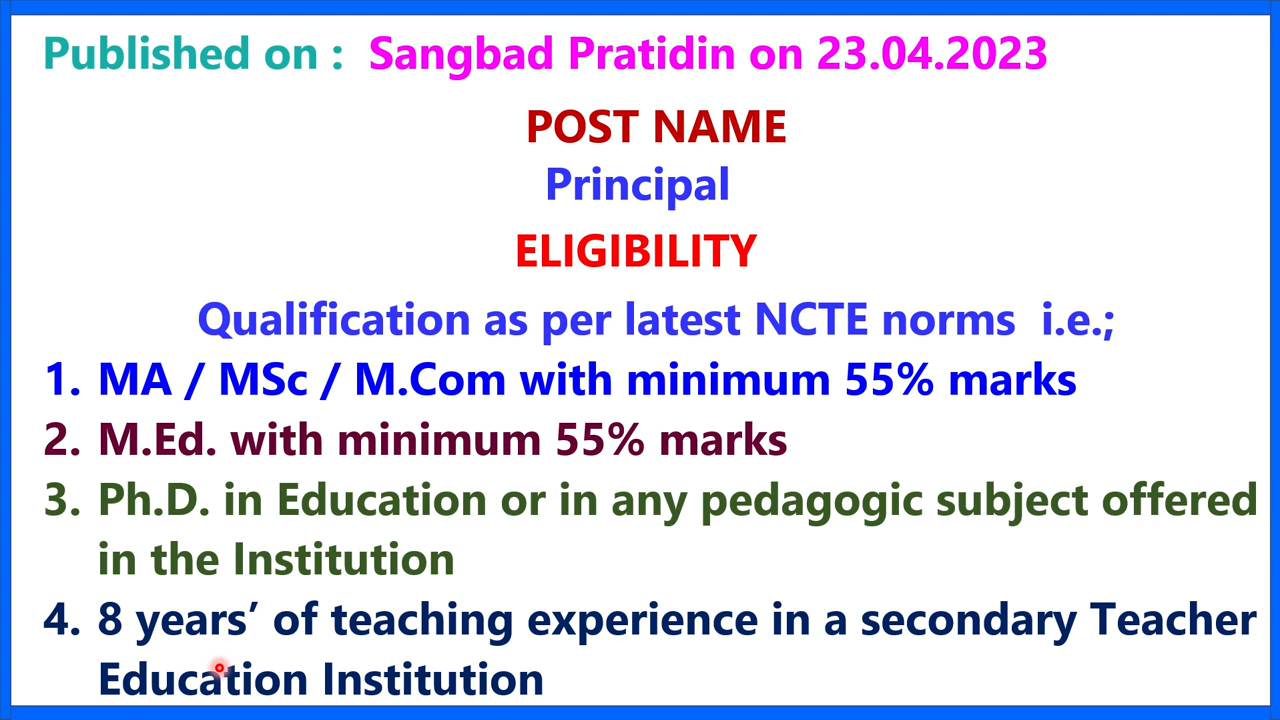 Published on : Sangbad Pratidin on 23.04.2023
POST NAME
Principal
ELIGIBILITY
Qualification as per latest NCTE norms i.e.;
1. MA / MSc / M.Com with minimum 55% marks
2. M.Ed. with minimum 55% marks
3. Ph.D. in Education or in any pedagogic subject offered
in the Institution
4. 8 years’ of teaching experience in a secondary Teacher
Education Institution